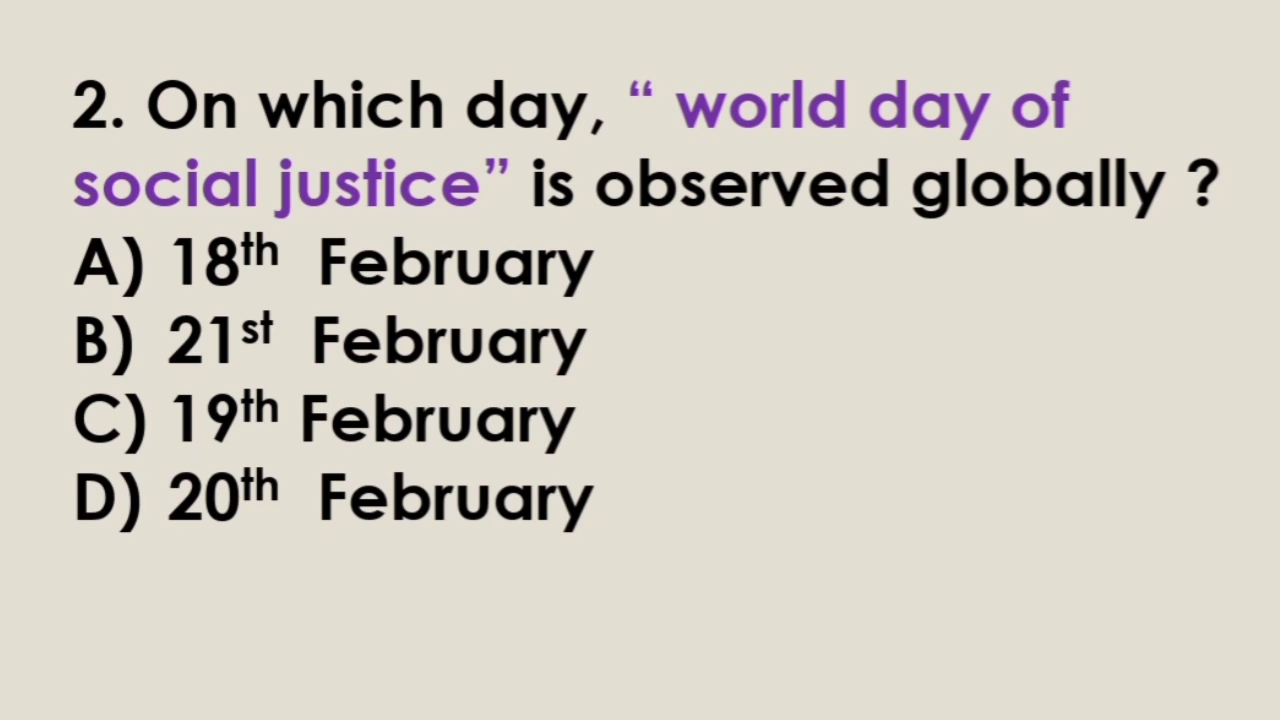 2. On which day, “ world day of
social justice” is observed globally ?
A) 18th February
B) 21st February
C) 19th February
D) 20th February